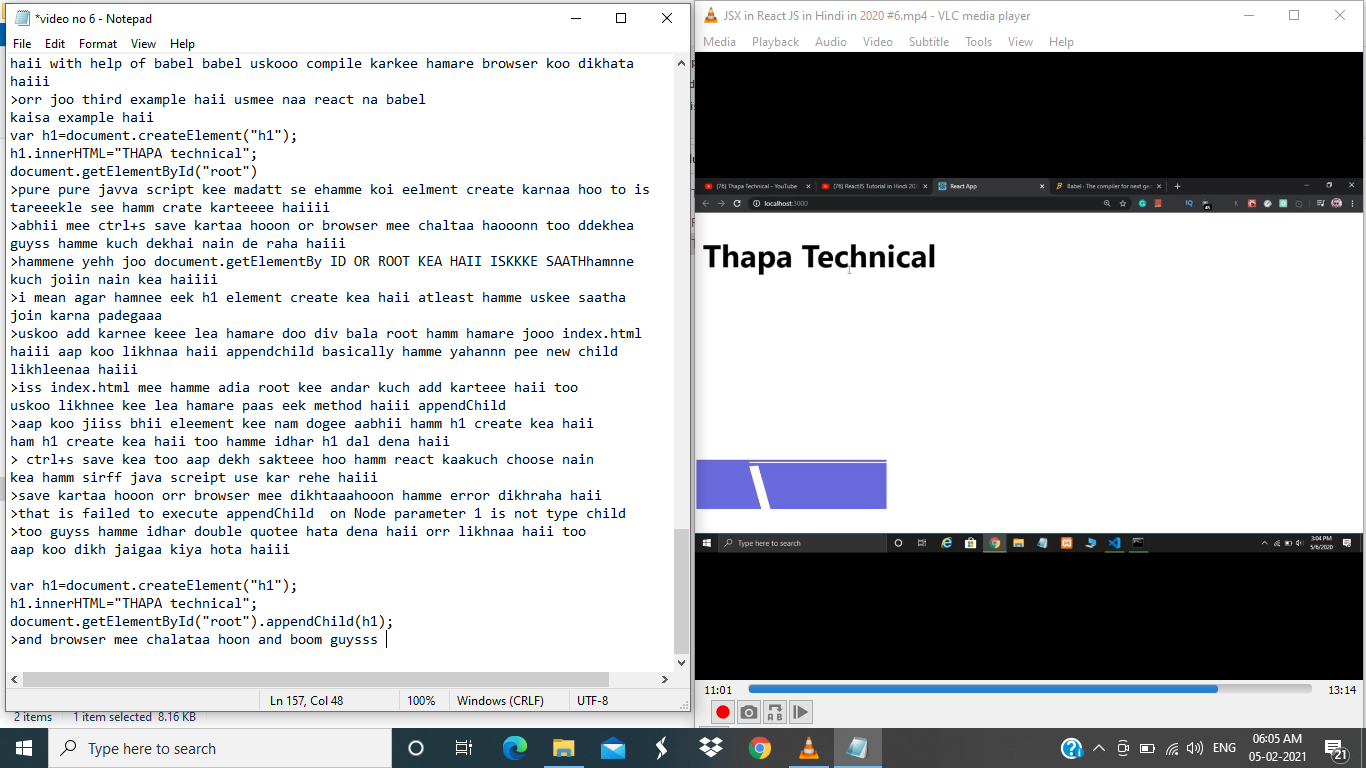 *video no 6 - Notepad
File Edit Format View Help
haii with help of babel babel uskooo compile karkee hamare browser koo dikhata
haiii
>orr joo third example haii usmee naa react na babel
kaisa example haii
var h1=document.createElement("h1");
h1.innerHTML="THAPA technical";
document.getElementById("root")
>pure pure javva script kee madatt se ehamme koi eelment create karnaa hoo to is
tareeekle see hamm crate karteeee haiiii
>abhii mee ctrl+s save kartaa hooon or browser mee chaltaa haooonn too ddekhea
guyss hamme kuch dekhai nain de raha haiii
>hammene yehh joo document.getElementBy ID OR ROOT KEA HAII ISKKKE SAATHhamnne
kuch joiin nain kea haiiii
>i mean agar hamnee eek h1 element create kea haii atleast hamme uskee saatha
join karna padegaaa
>uskoo add karnee keee lea hamare doo div bala root hamm hamare jooo index.html
haiii aap koo likhnaa haii appendchild basically hamme yahannn pee new child
likhleenaa haiii
>iss index.html mee hamme adia root kee andar kuch add karteee haii too
uskoo likhnee kee lea hamare paas eek method haiii appendChild
>aap koo jiiss bhii eleement kee nam dogee aabhii hamm h1 create kea haii
ham h1 create kea haii too hamme idhar h1 dal dena haii
> ctrl+s save kea too aap dekh sakteee hoo hamm react kaakuch choose nain
kea hamm sirff java screipt use kar rehe haiii
>save kartaa hooon orr browser mee dikhtaaahooon hamme error dikhraha haii
>that is failed to execute appendChild  on Node parameter 1 is not type child
>too guyss hamme idhar double quotee hata dena haii orr likhnaa haii too
aap koo dikh jaigaa kiya hota haiii
var h1=document.createElement("h1");
h1.innerHTML="THAPA technical";
document.getElementById("root").appendChild(h1);
>and browser mee chalataa hoon and boom guysss
Ln 157, Col 48 100% Windows (CRLF) UTF-8
2 items 1 item selected 8.16 KB
JSX in React JS in Hindi in 2020 #6.mp4 - VLC media player
Media Playback Audio Video Subtitle Tools View Help
(78) Thapa Technical - YouTube (78) ReactJS Tutorial in Hindi 202 React App Babel - The compiler for next ge
localhost:3000
Thapa Technical
Type here to search 3:04 PM
5/6/2020
11:01 13:14
Type here to search ENG 06:05 AM
05-02-2021 21